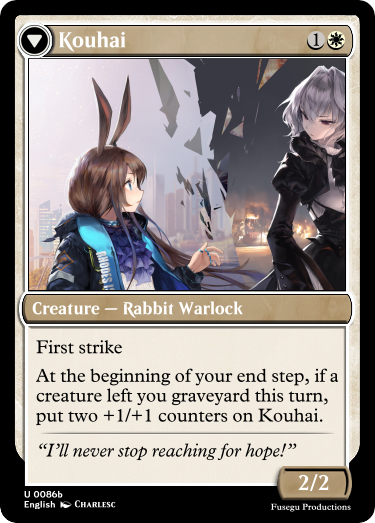 Kouhai 1
RHODES
Creature — Rabbit Warlock
First strike
At the beginning of your end step, if a
creature left you graveyard this turn,
put two +1/+1 counters on Kouhai.
“I’ll never stop reaching for hope!”
2/2
U 0086b
English CHARLESC
Fusegu Productions